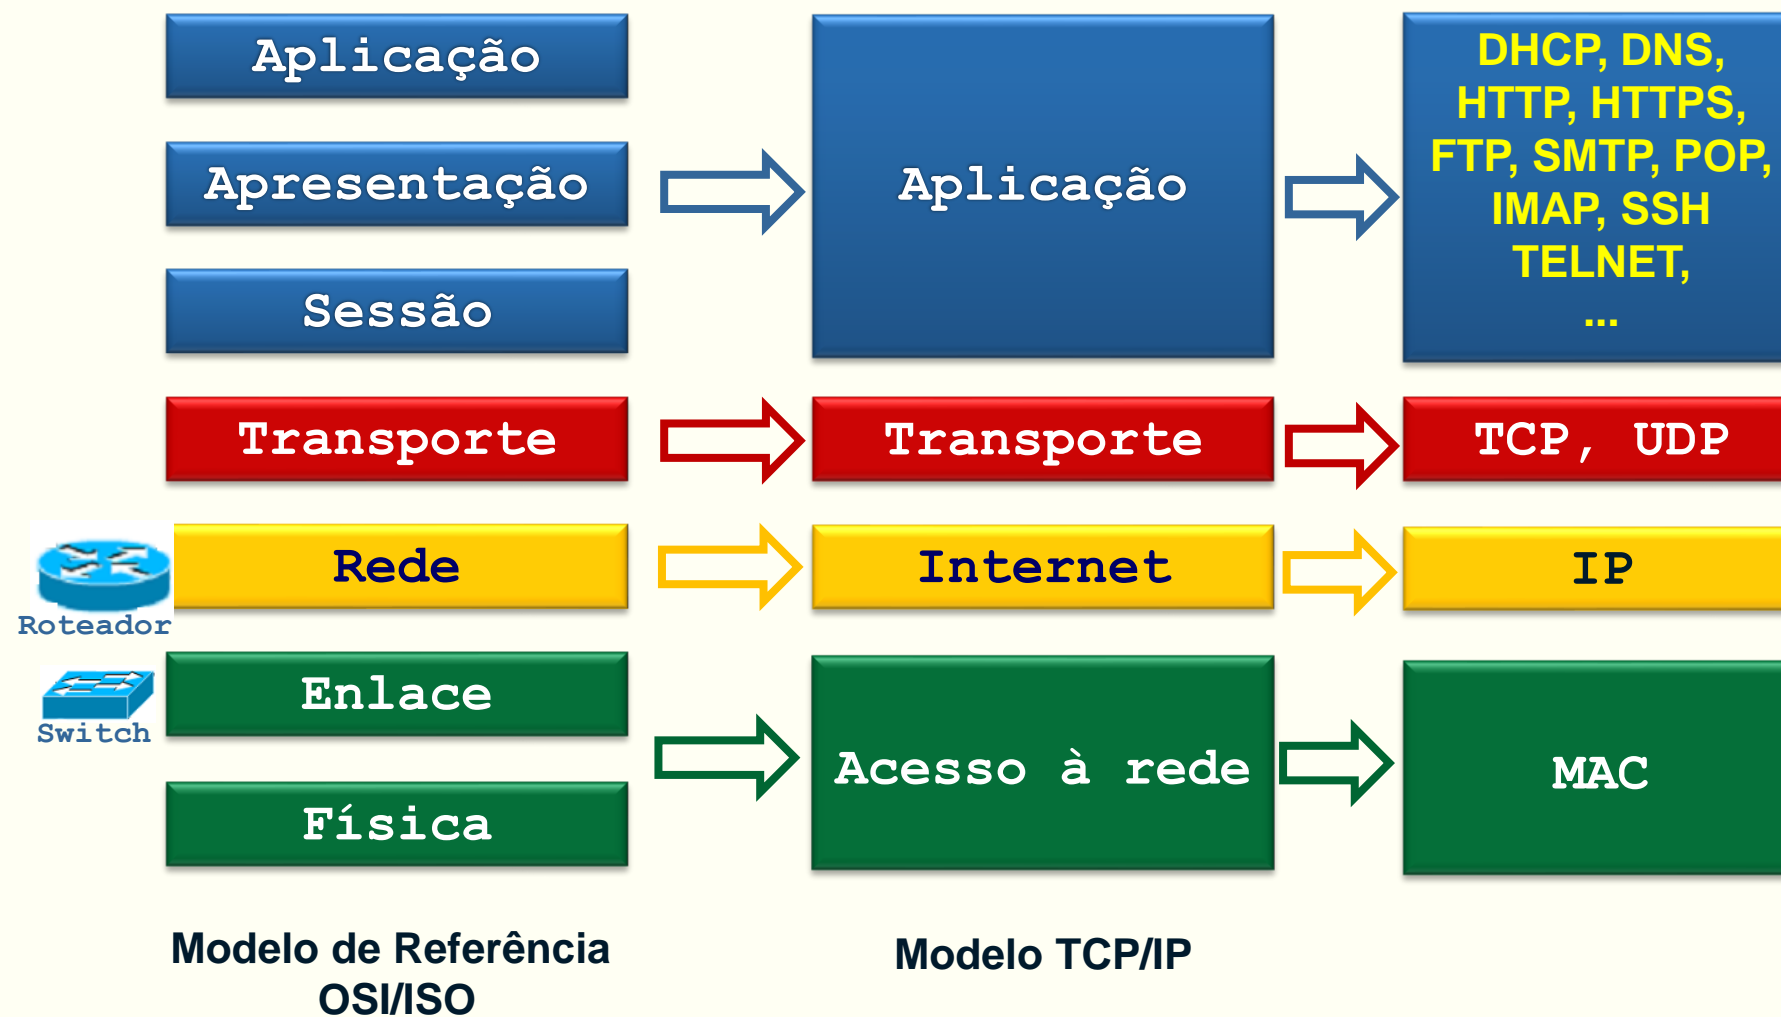 Aplicação
Apresentação
Sessão
Aplicação
DHCP, DNS,
HTTP, HTTPS,
FTP, SMTP, POP,
IMAP, SSH
TELNET,
...
Transporte
Transporte
TCP, UDP
Roteador
Rede
Internet
IP
Switch
Enlace
Física
Acesso à rede
MAC
Modelo de Referência
OSI/ISO
Modelo TCP/IP